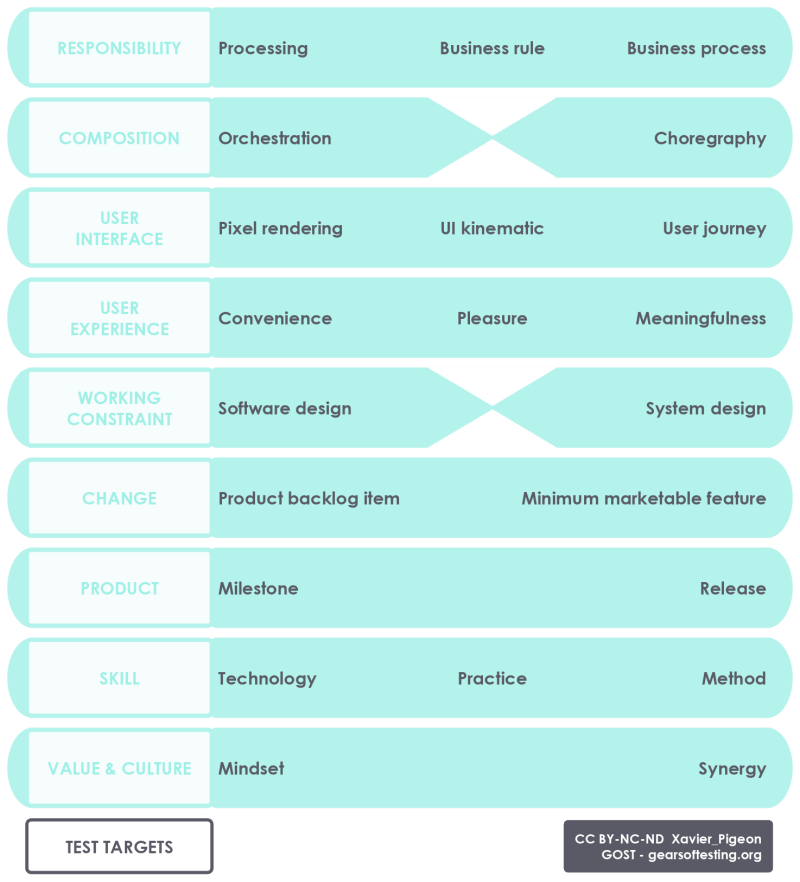 RESPONSIBILITY Processing Business rule Business process
COMPOSITION Orchestration Choregraphy
USER
INTERFACE Pixel rendering UI kinematic User journey
USER
EXPERIENCE Convenience Pleasure Meaningfulness
WORKING
CONSTRAINT Software design System design
CHANGE Product backlog item Minimum marketable feature
PRODUCT Milestone Release
SKILL Technology Practice Method
VALUE & CULTURE Mindset Synergy
TEST TARGETS
CC BY-NC-ND Xavier_Pigeon
GOST - gearsoftesting.org